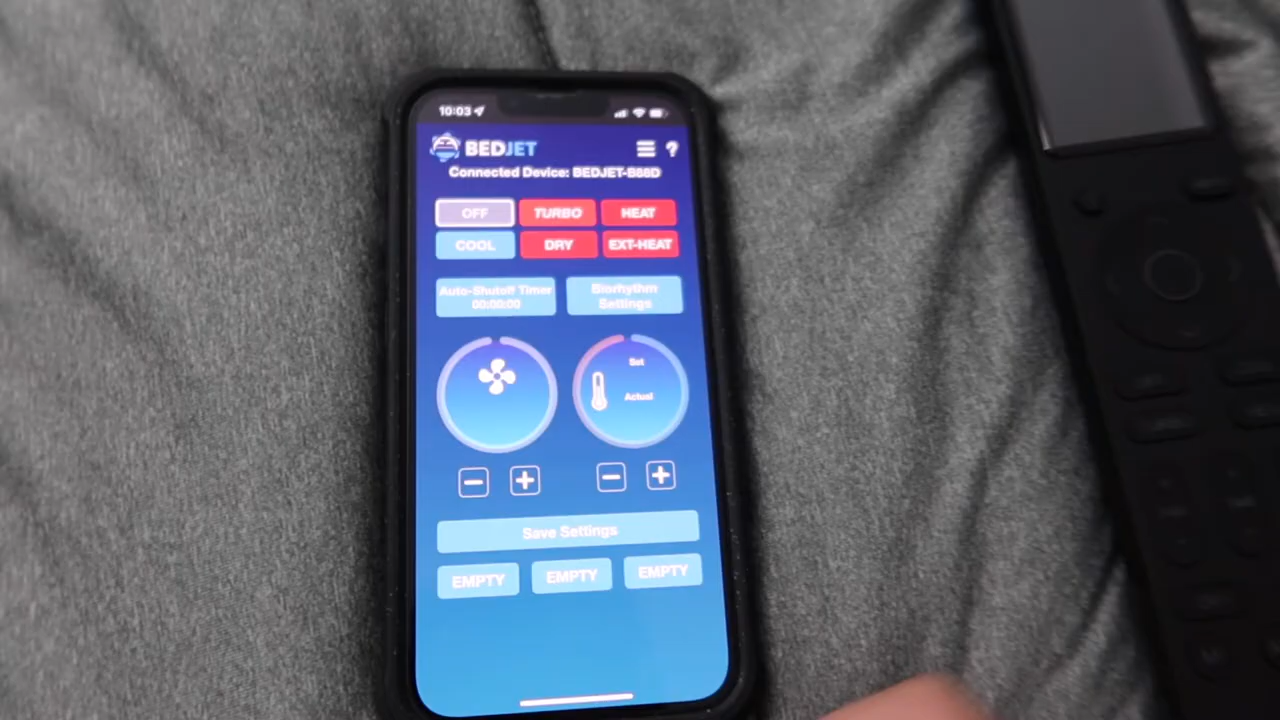 10:03
BEDJET
?
Connected Device: BEDJET-B88D
OFF TURBO HEAT
COOL DRY EXT-HEAT
Auto-Shutoff Timer
00:00:00
Biorhythm
Settings
Set
Actual
− + − +
Save Settings
EMPTY EMPTY EMPTY